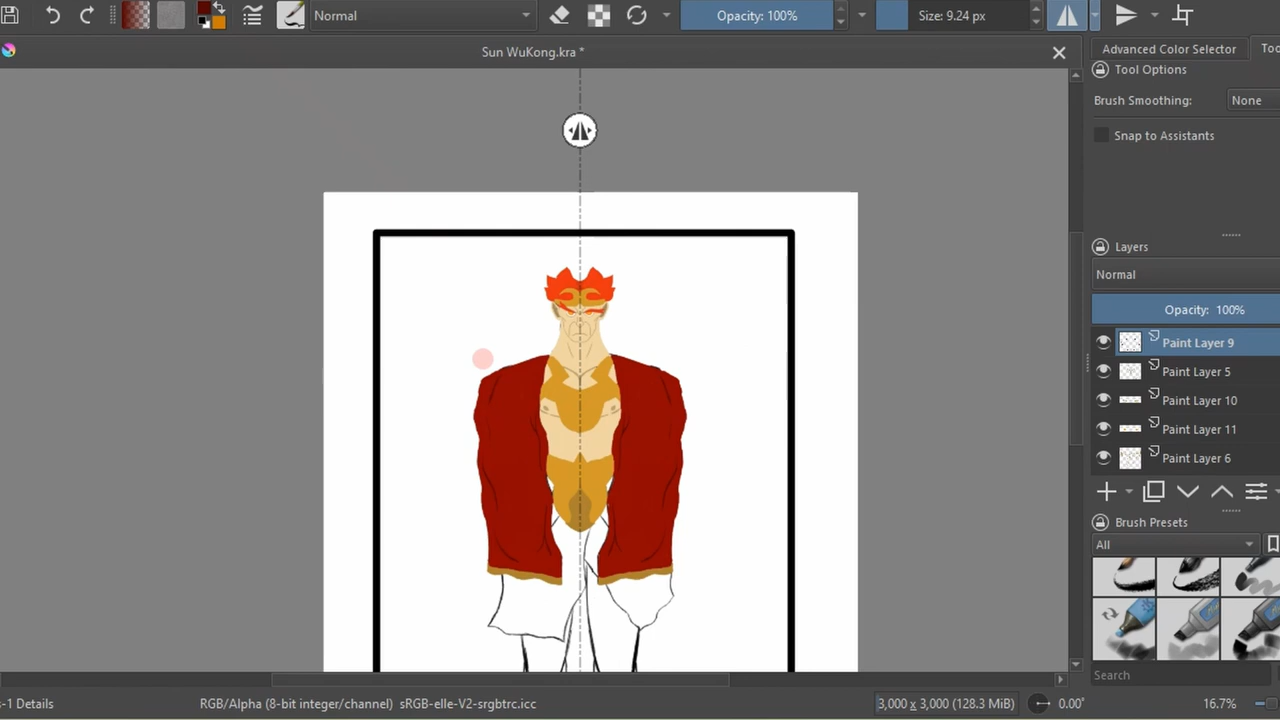 Normal
Opacity: 100%
Size: 9.24 px
Sun WuKong.kra *
Advanced Color Selector
Too
Tool Options
Brush Smoothing:
None
Snap to Assistants
Layers
Normal
Opacity: 100%
Paint Layer 9
Paint Layer 5
Paint Layer 10
Paint Layer 11
Paint Layer 6
Brush Presets
All
Search
s-1 Details
RGB/Alpha (8-bit integer/channel) sRGB-elle-V2-srgbtrc.icc
3,000 x 3,000 (128.3 MiB)
0.00°
16.7%